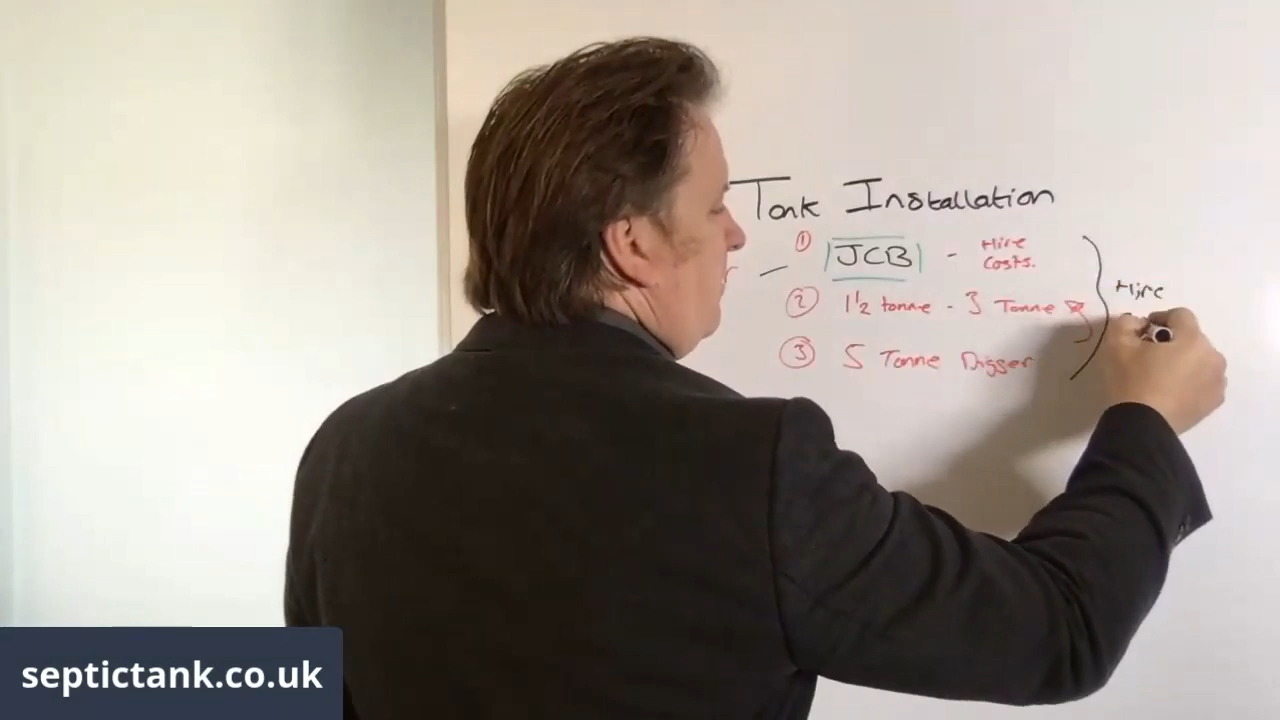 Tank Installation
① JCB - Hire Costs.
② 1½ tonne - 3 Tonne
③ 5 Tonne Digger
Hire
septictank.co.uk